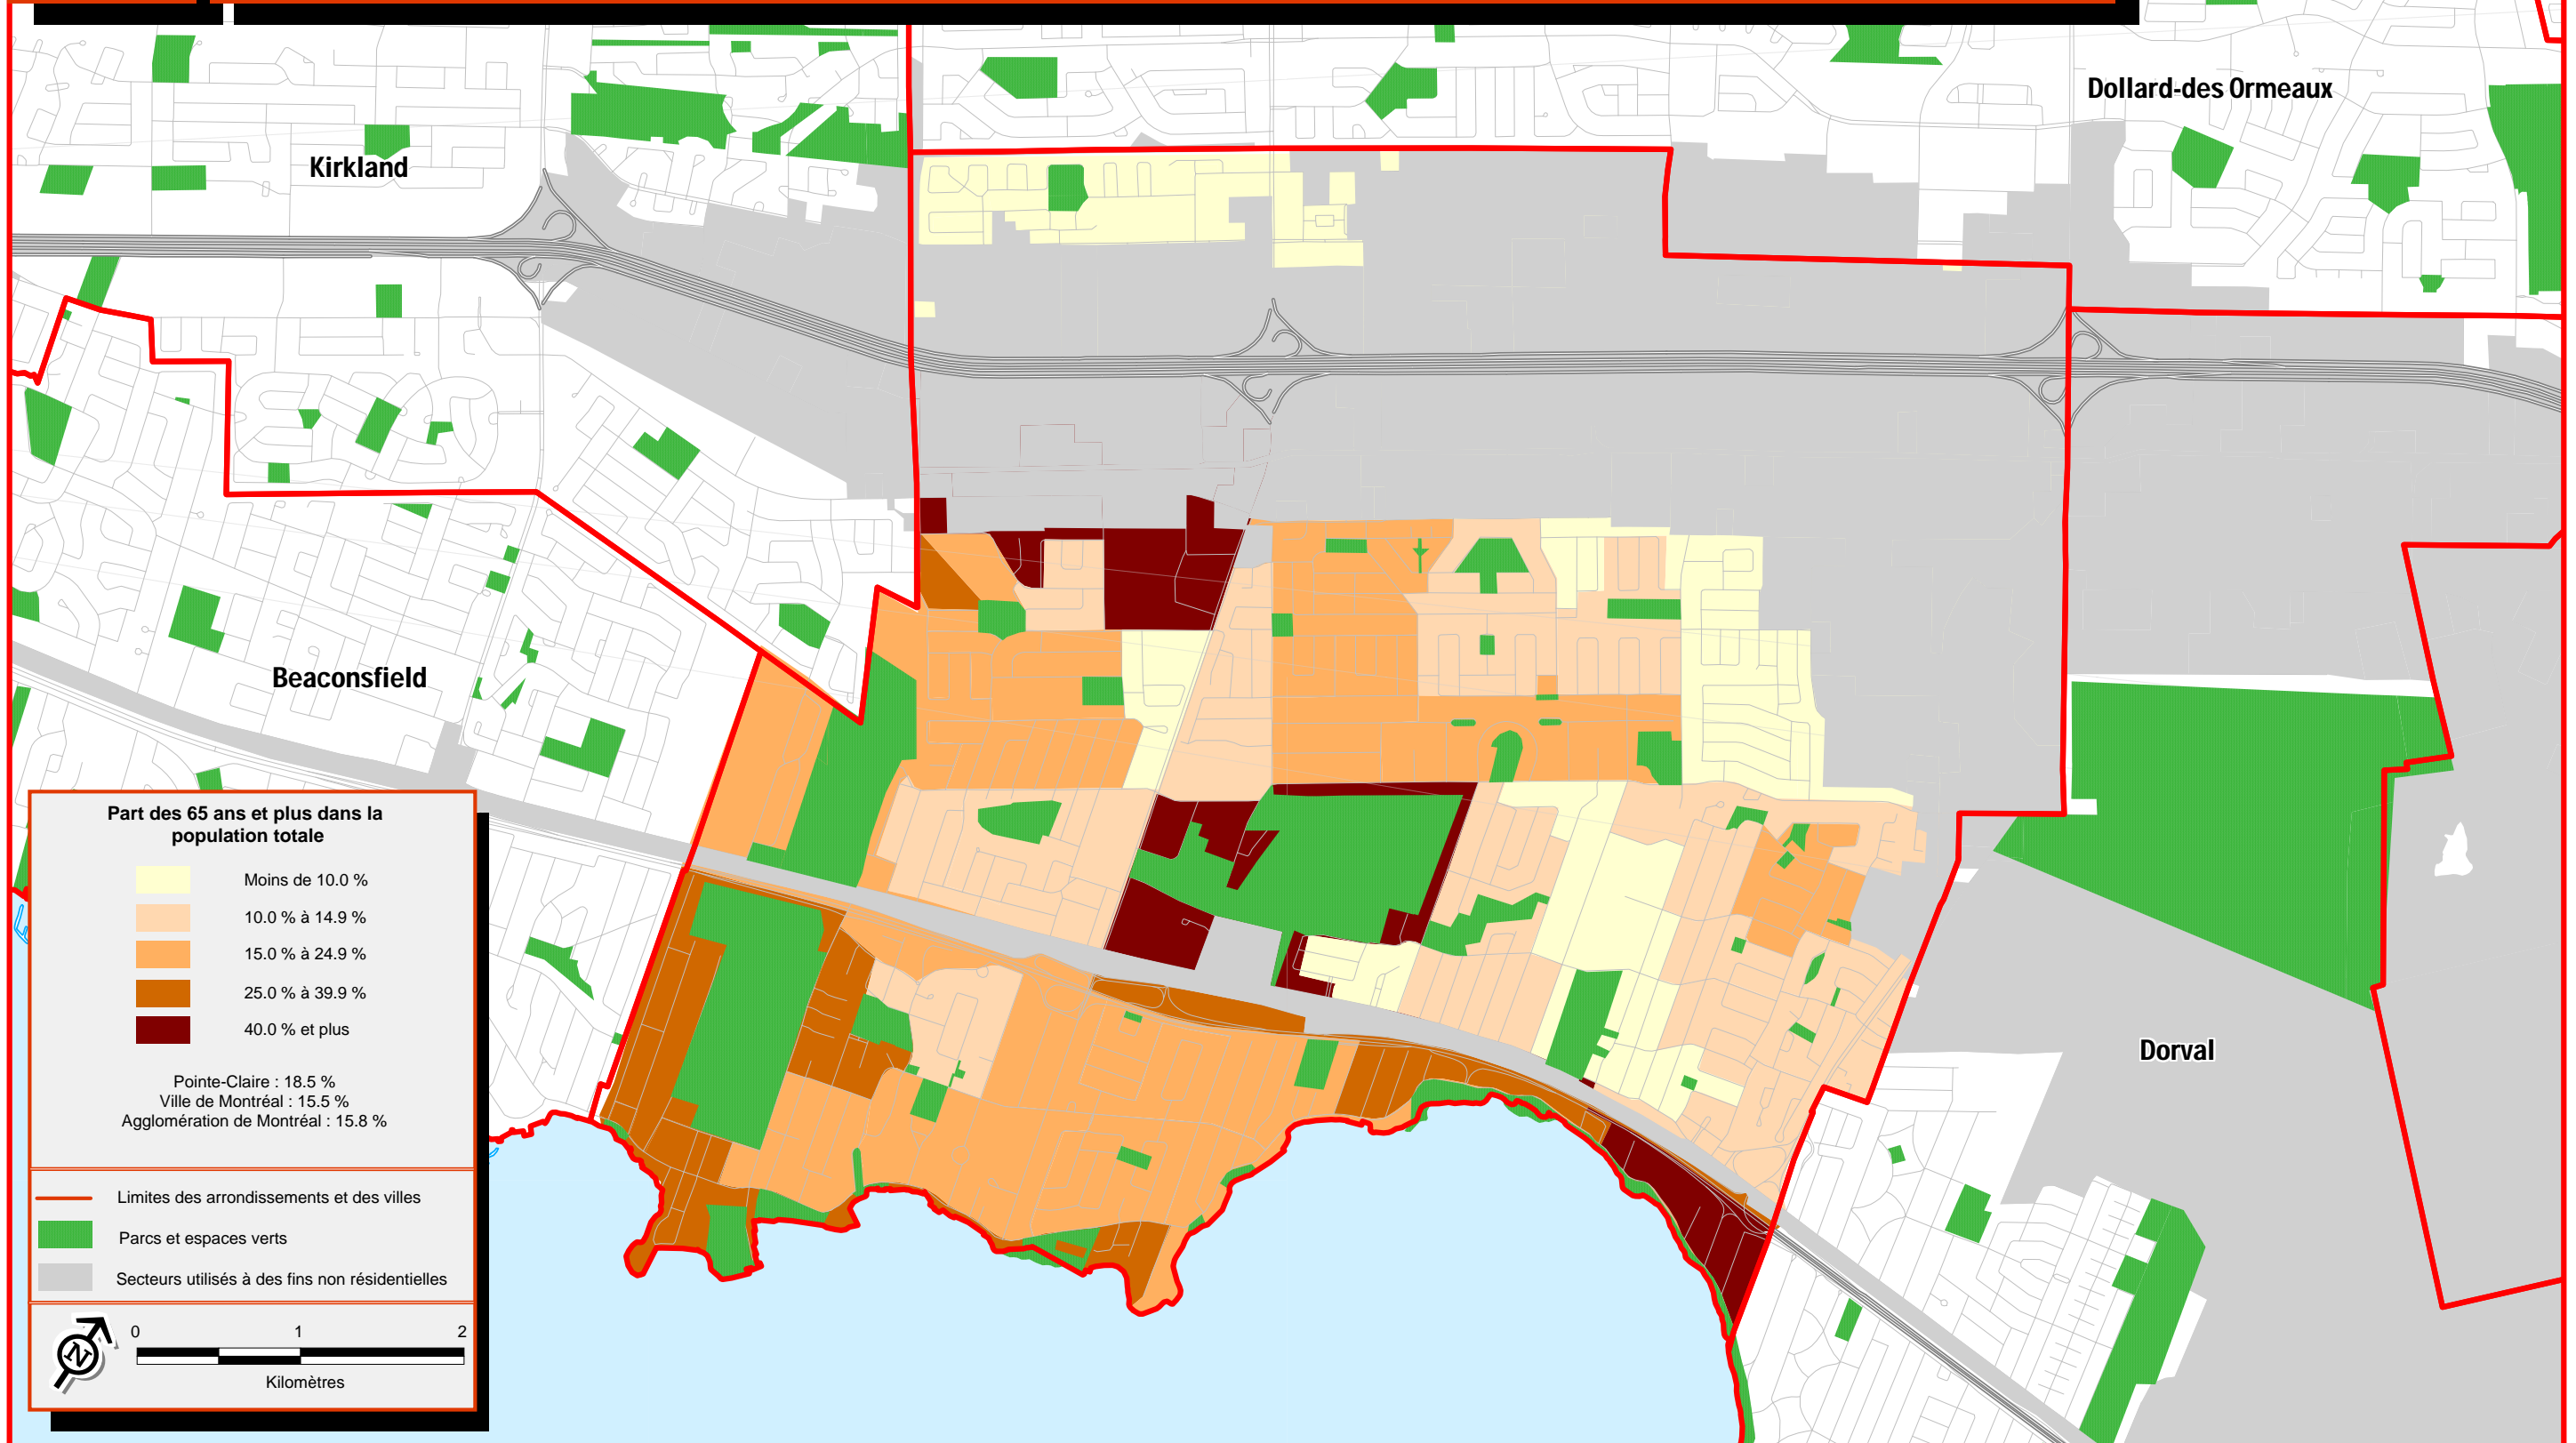 Dollard-des Ormeaux
Kirkland
Beaconsfield
Dorval
Part des 65 ans et plus dans la
population totale
Moins de 10.0 %
10.0 % à 14.9 %
15.0 % à 24.9 %
25.0 % à 39.9 %
40.0 % et plus
Pointe-Claire : 18.5 %
Ville de Montréal : 15.5 %
Agglomération de Montréal : 15.8 %
Limites des arrondissements et des villes
Parcs et espaces verts
Secteurs utilisés à des fins non résidentielles
N
0 1 2
Kilomètres